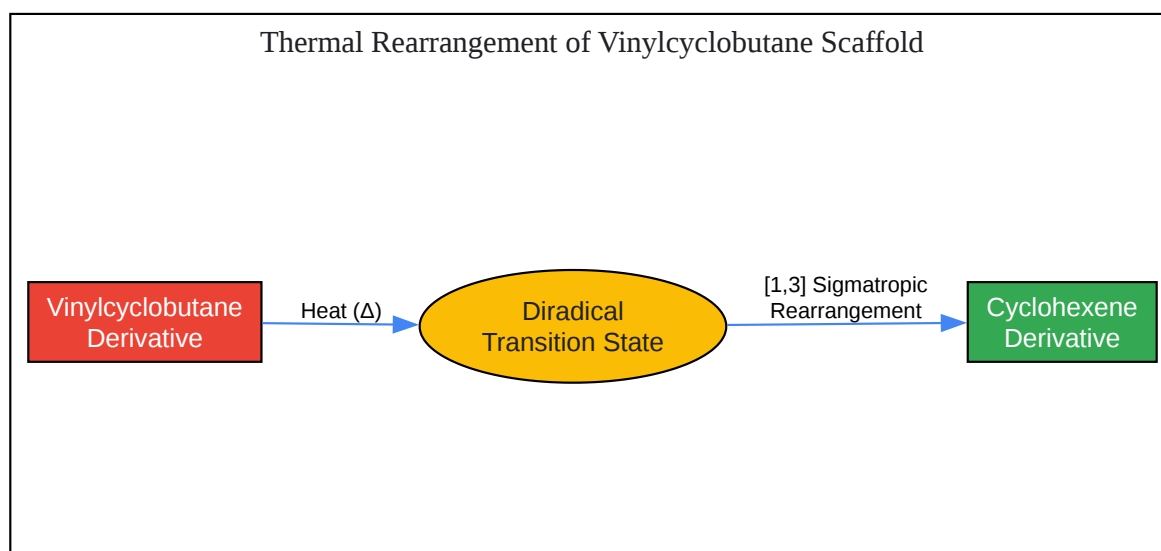 Thermal Rearrangement of Vinylcyclobutane Scaffold
Vinylcyclobutane
Derivative
Heat (Δ)
Diradical
Transition State
[1,3] Sigmatropic
Rearrangement
Cyclohexene
Derivative